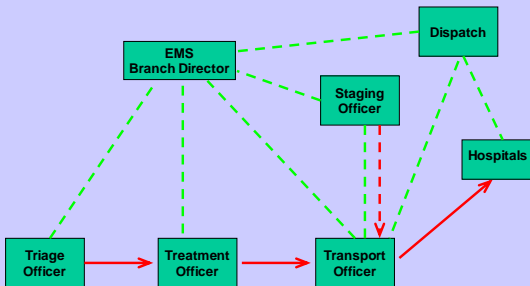 Dispatch
EMS
Branch Director
Staging
Officer
Hospitals
Triage
Officer
Treatment
Officer
Transport
Officer